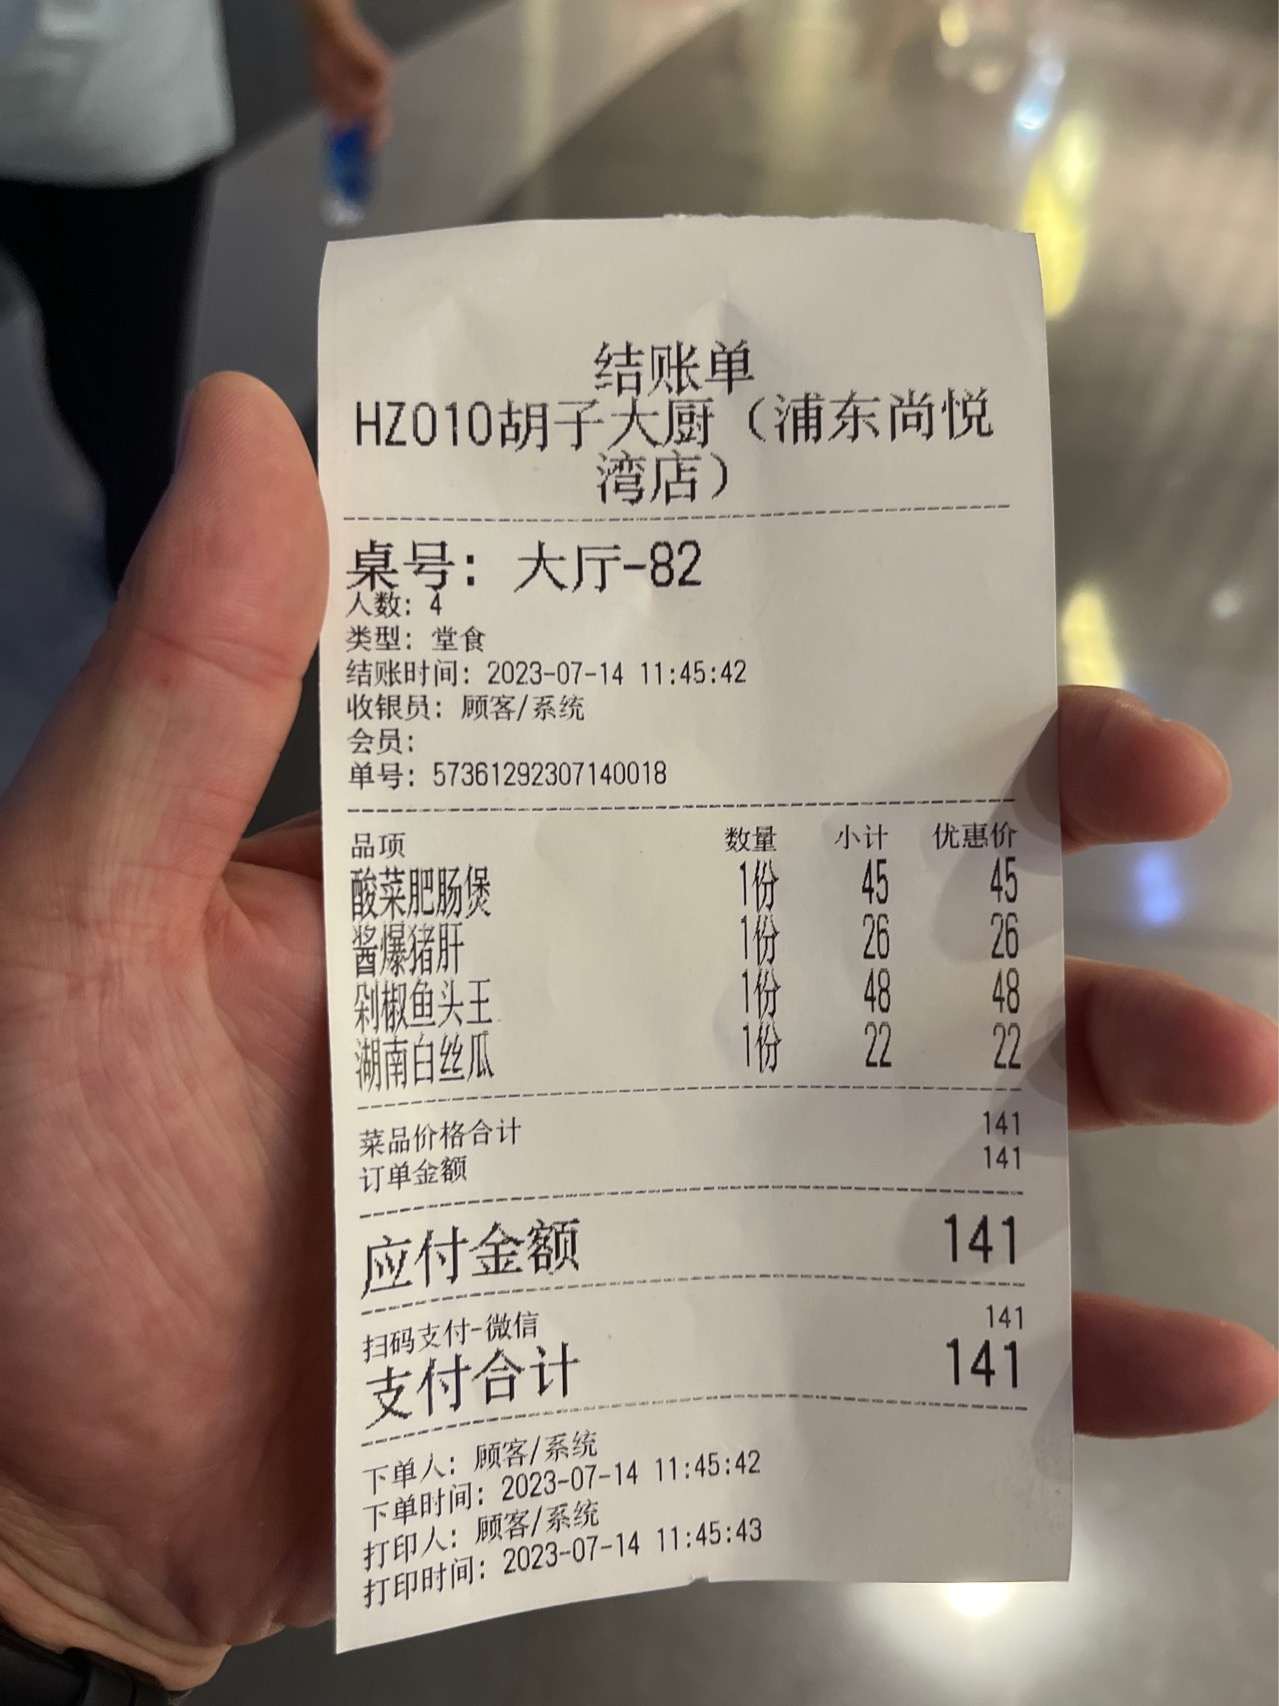 结账单
HZ010胡子大厨（浦东尚悦
湾店）
桌号：大厅-82
人数：4
类型：堂食
结账时间：2023-07-14 11:45:42
收银员：顾客/系统
会员：
单号：573612923071400​18
品项 数量 小计 优惠价
酸菜肥肠煲 1份 45 45
酱爆猪肝 1份 26 26
剁椒鱼头王 1份 48 48
湖南白丝瓜 1份 22 22
菜品价格合计 141
订单金额 141
应付金额 141
扫码支付-微信 141
支付合计 141
下单人：顾客/系统
下单时间：2023-07-14 11:45:42
打印人：顾客/系统
打印时间：2023-07-14 11:45:43